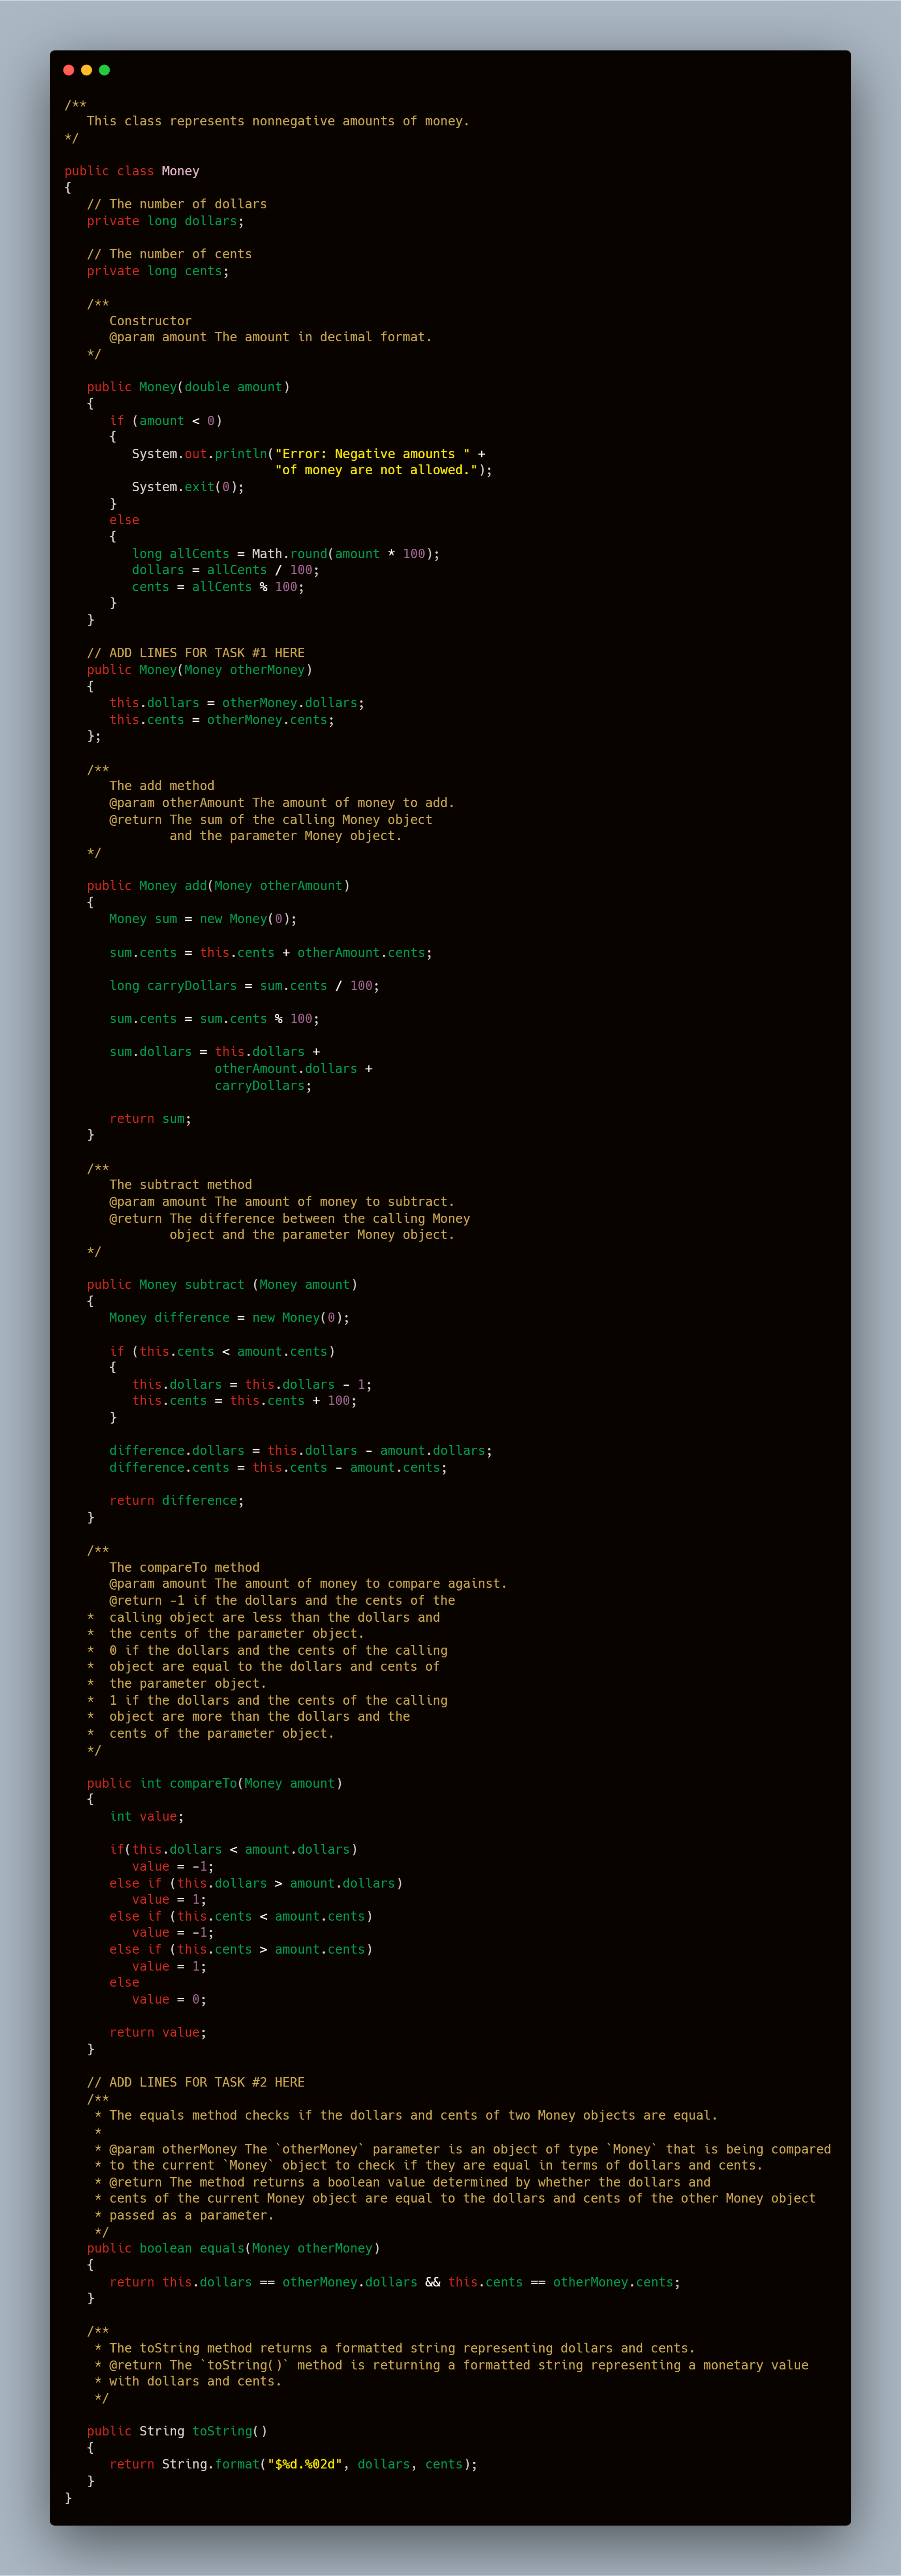 /**
   This class represents nonnegative amounts of money.
*/

public class Money
{
   // The number of dollars
   private long dollars;

   // The number of cents
   private long cents;

   /**
      Constructor
      @param amount The amount in decimal format.
   */

   public Money(double amount)
   {
      if (amount < 0)
      {
         System.out.println("Error: Negative amounts " +
                            "of money are not allowed.");
         System.exit(0);
      }
      else
      {
         long allCents = Math.round(amount * 100);
         dollars = allCents / 100;
         cents = allCents % 100;
      }
   }

   // ADD LINES FOR TASK #1 HERE
   public Money(Money otherMoney)
   {
      this.dollars = otherMoney.dollars;
      this.cents = otherMoney.cents;
   };

   /**
      The add method
      @param otherAmount The amount of money to add.
      @return The sum of the calling Money object
              and the parameter Money object.
   */

   public Money add(Money otherAmount)
   {
      Money sum = new Money(0);

      sum.cents = this.cents + otherAmount.cents;

      long carryDollars = sum.cents / 100;

      sum.cents = sum.cents % 100;

      sum.dollars = this.dollars +
                    otherAmount.dollars +
                    carryDollars;

      return sum;
   }

   /**
      The subtract method
      @param amount The amount of money to subtract.
      @return The difference between the calling Money
              object and the parameter Money object.
   */

   public Money subtract (Money amount)
   {
      Money difference = new Money(0);

      if (this.cents < amount.cents)
      {
         this.dollars = this.dollars - 1;
         this.cents = this.cents + 100;
      }

      difference.dollars = this.dollars - amount.dollars;
      difference.cents = this.cents - amount.cents;

      return difference;
   }

   /**
      The compareTo method
      @param amount The amount of money to compare against.
      @return -1 if the dollars and the cents of the
   *  calling object are less than the dollars and
   *  the cents of the parameter object.
   *  0 if the dollars and the cents of the calling
   *  object are equal to the dollars and cents of
   *  the parameter object.
   *  1 if the dollars and the cents of the calling
   *  object are more than the dollars and the
   *  cents of the parameter object.
   */

   public int compareTo(Money amount)
   {
      int value;

      if(this.dollars < amount.dollars)
         value = -1;
      else if (this.dollars > amount.dollars)
         value = 1;
      else if (this.cents < amount.cents)
         value = -1;
      else if (this.cents > amount.cents)
         value = 1;
      else
         value = 0;

      return value;
   }

   // ADD LINES FOR TASK #2 HERE
   /**
    * The equals method checks if the dollars and cents of two Money objects are equal.
    *
    * @param otherMoney The `otherMoney` parameter is an object of type `Money` that is being compared
    * to the current `Money` object to check if they are equal in terms of dollars and cents.
    * @return The method returns a boolean value determined by whether the dollars and
    * cents of the current Money object are equal to the dollars and cents of the other Money object
    * passed as a parameter.
    */
   public boolean equals(Money otherMoney)
   {
      return this.dollars == otherMoney.dollars && this.cents == otherMoney.cents;
   }

   /**
    * The toString method returns a formatted string representing dollars and cents.
    * @return The `toString()` method is returning a formatted string representing a monetary value
    * with dollars and cents.
    */

   public String toString()
   {
      return String.format("$%d.%02d", dollars, cents);
   }
}